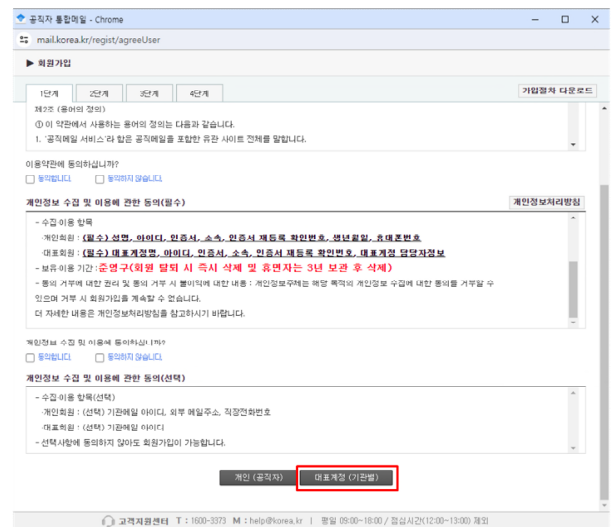 공직자 통합메일 - Chrome
mail.korea.kr/regist/agreeUser
▶ 회원가입
1단계 2단계 3단계 4단계 가입절차 다운로드
제2조 (용어의 정의)
① 이 약관에서 사용하는 용어의 정의는 다음과 같습니다.
1. '공직메일 서비스'라 함은 공직메일을 포함한 유관 사이트 전체를 말합니다.
이용약관에 동의하십니까?
동의합니다. 동의하지 않습니다.
개인정보 수집 및 이용에 관한 동의(필수) 개인정보처리방침
- 수집·이용 항목
·개인회원 : (필수) 성명, 아이디, 인증서, 소속, 인증서 재등록 확인번호, 생년월일, 휴대폰번호
·대표회원 : (필수) 대표계정명, 아이디, 인증서, 소속, 인증서 재등록 확인번호, 대표계정 담당자정보
- 보유·이용 기간 : 준영구(회원 탈퇴 시 즉시 삭제 및 휴면자는 3년 보관 후 삭제)
- 동의 거부에 대한 권리 및 동의 거부 시 불이익에 대한 내용 : 개인정보주체는 해당 목적의 개인정보 수집에 대한 동의를 거부할 수
있으며 거부 시 회원가입을 계속할 수 없습니다.
더 자세한 내용은 개인정보처리방침을 참고하시기 바랍니다.
개인정보 수집 및 이용에 동의하십니까?
동의합니다. 동의하지 않습니다.
개인정보 수집 및 이용에 관한 동의(선택)
- 수집·이용 항목(선택)
·개인회원 : (선택) 기관메일 아이디, 외부 메일주소, 직장전화번호
·대표회원 : (선택) 기관메일 아이디
- 선택사항에 동의하지 않아도 회원가입이 가능합니다.
개인 (공직자) 대표계정 (기관별)
고객지원센터 T : 1600-3373 M : help@korea.kr | 평일 09:00~18:00 / 점심시간(12:00~13:00) 제외